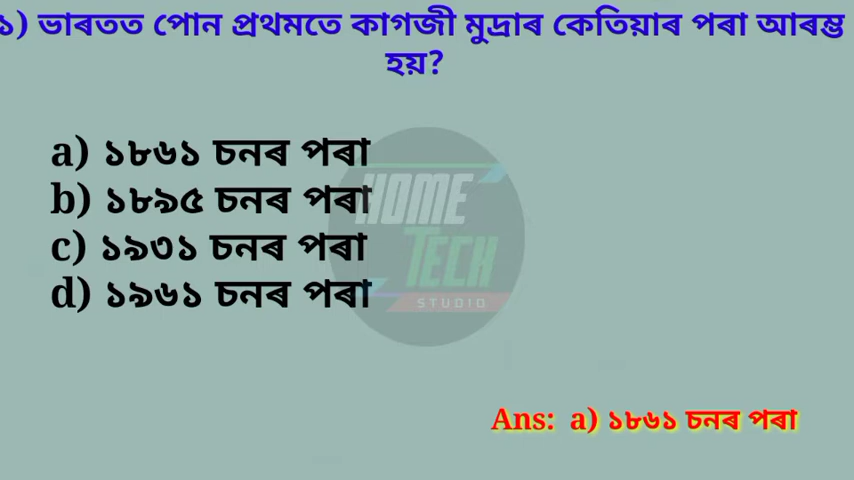 ১) ভাৰতত পোন প্ৰথমতে কাগজী মুদ্ৰাৰ কেতিয়াৰ পৰা আৰম্ভ
হয়?
a) ১৮৬১ চনৰ পৰা
b) ১৮৯৫ চনৰ পৰা
c) ১৯৩১ চনৰ পৰা
d) ১৯৬১ চনৰ পৰা
HOME
TECH
STUDIO
Ans: a) ১৮৬১ চনৰ পৰা